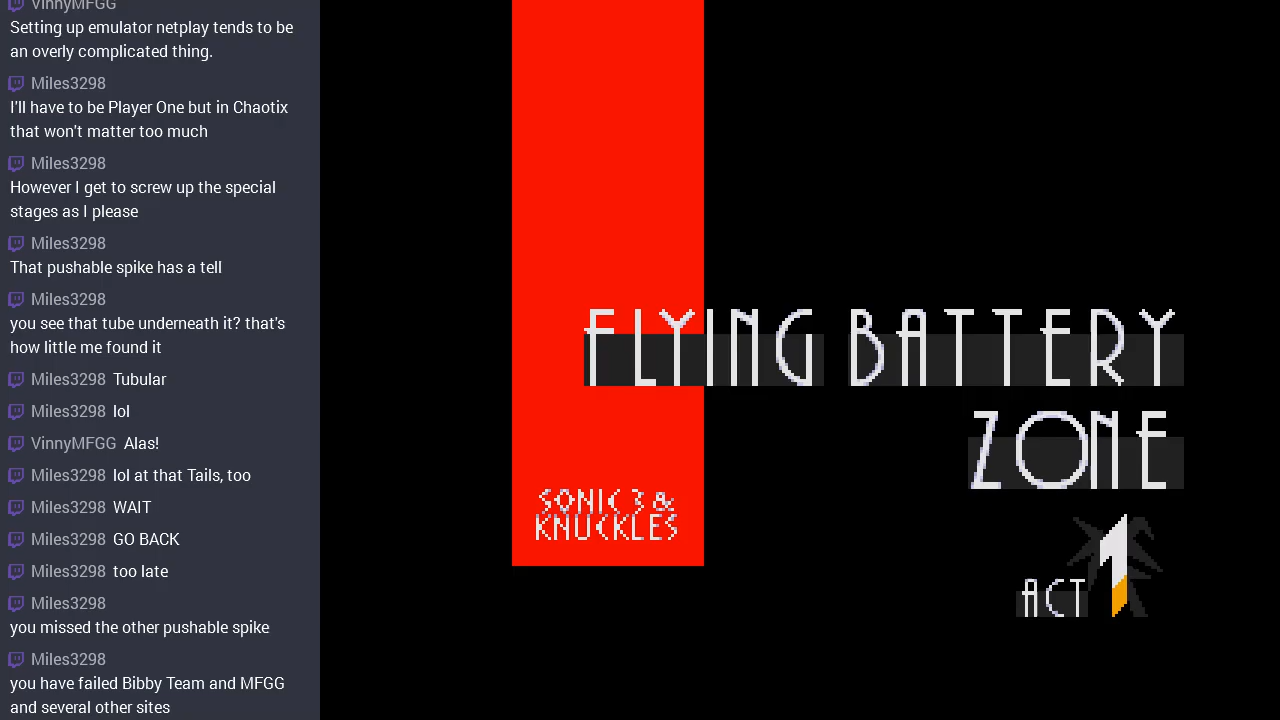 VinnyMFGG
Setting up emulator netplay tends to be
an overly complicated thing.
Miles3298
I'll have to be Player One but in Chaotix
that won't matter too much
Miles3298
However I get to screw up the special
stages as I please
Miles3298
That pushable spike has a tell
Miles3298
you see that tube underneath it? that's
how little me found it
Miles3298 Tubular
Miles3298 lol
VinnyMFGG Alas!
Miles3298 lol at that Tails, too
Miles3298 WAIT
Miles3298 GO BACK
Miles3298 too late
Miles3298
you missed the other pushable spike
Miles3298
you have failed Bibby Team and MFGG
and several other sites
FLYING BATTERY
ZONE
SONIC 3 &
KNUCKLES
ACT 1